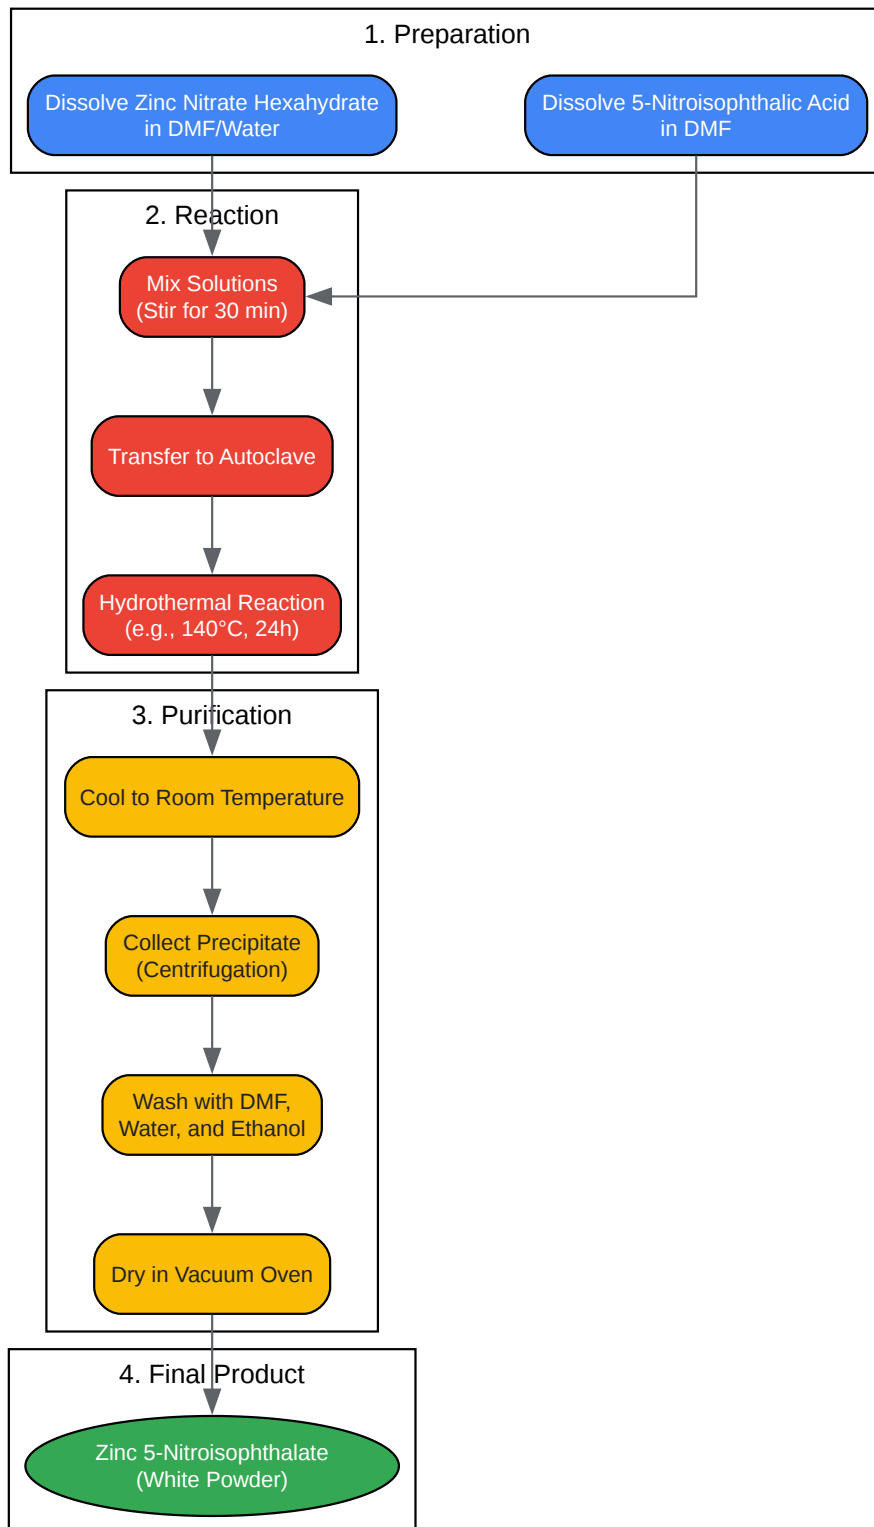 1. Preparation
Dissolve Zinc Nitrate Hexahydrate
in DMF/Water
Dissolve 5-Nitroisophthalic Acid
in DMF
2. Reaction
Mix Solutions
(Stir for 30 min)
Transfer to Autoclave
Hydrothermal Reaction
(e.g., 140°C, 24h)
3. Purification
Cool to Room Temperature
Collect Precipitate
(Centrifugation)
Wash with DMF,
Water, and Ethanol
Dry in Vacuum Oven
4. Final Product
Zinc 5-Nitroisophthalate
(White Powder)